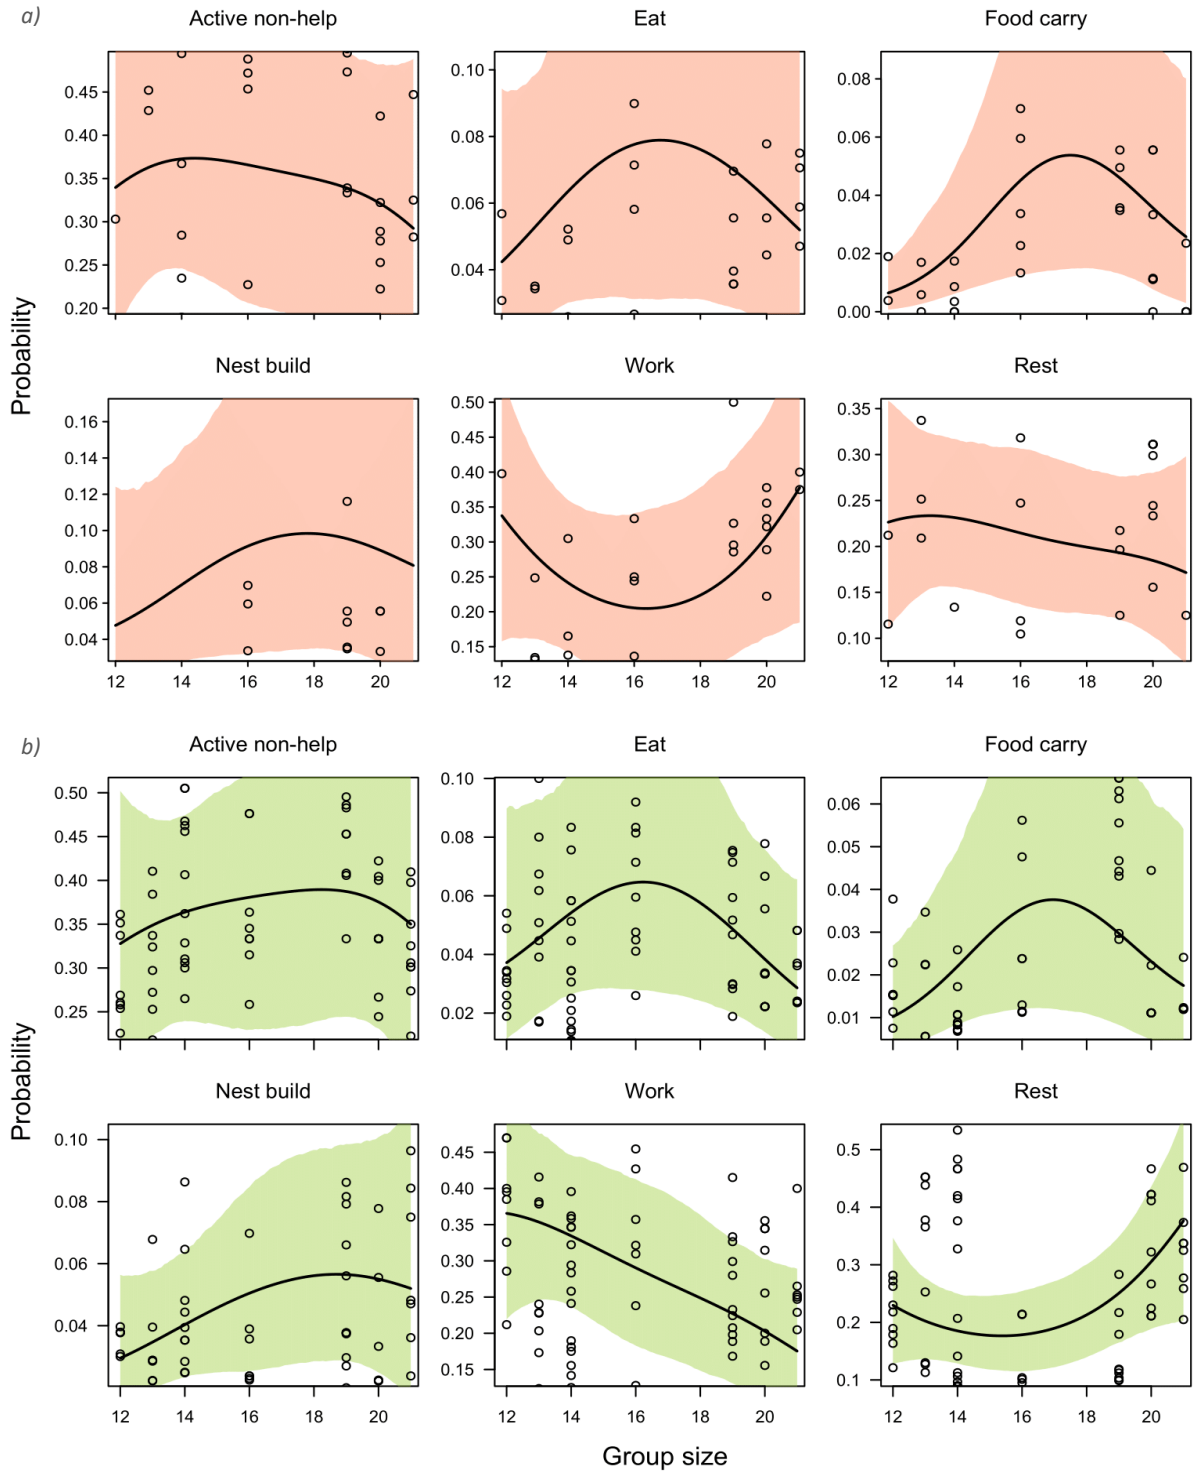 a)
Active non-help Eat Food carry
0.45 0.10 0.08
0.40 0.08 0.06
0.35 0.06 0.04
0.30 0.04 0.02
0.25 0.00
0.20
Probability
Nest build Work Rest
0.16 0.50 0.35
0.14 0.45 0.30
0.12 0.40 0.25
0.10 0.35 0.20
0.08 0.30 0.15
0.06 0.25 0.10
0.04 0.20
0.15
12 14 16 18 20 12 14 16 18 20 12 14 16 18 20
b)
Active non-help Eat Food carry
0.50 0.10 0.06
0.45 0.08 0.05
0.40 0.06 0.04
0.35 0.04 0.03
0.30 0.02 0.02
0.25 0.01
Probability
Nest build Work Rest
0.10 0.45 0.5
0.08 0.40 0.4
0.06 0.35 0.3
0.04 0.30 0.2
0.25 0.1
0.20
0.15
12 14 16 18 20 12 14 16 18 20 12 14 16 18 20
Group size